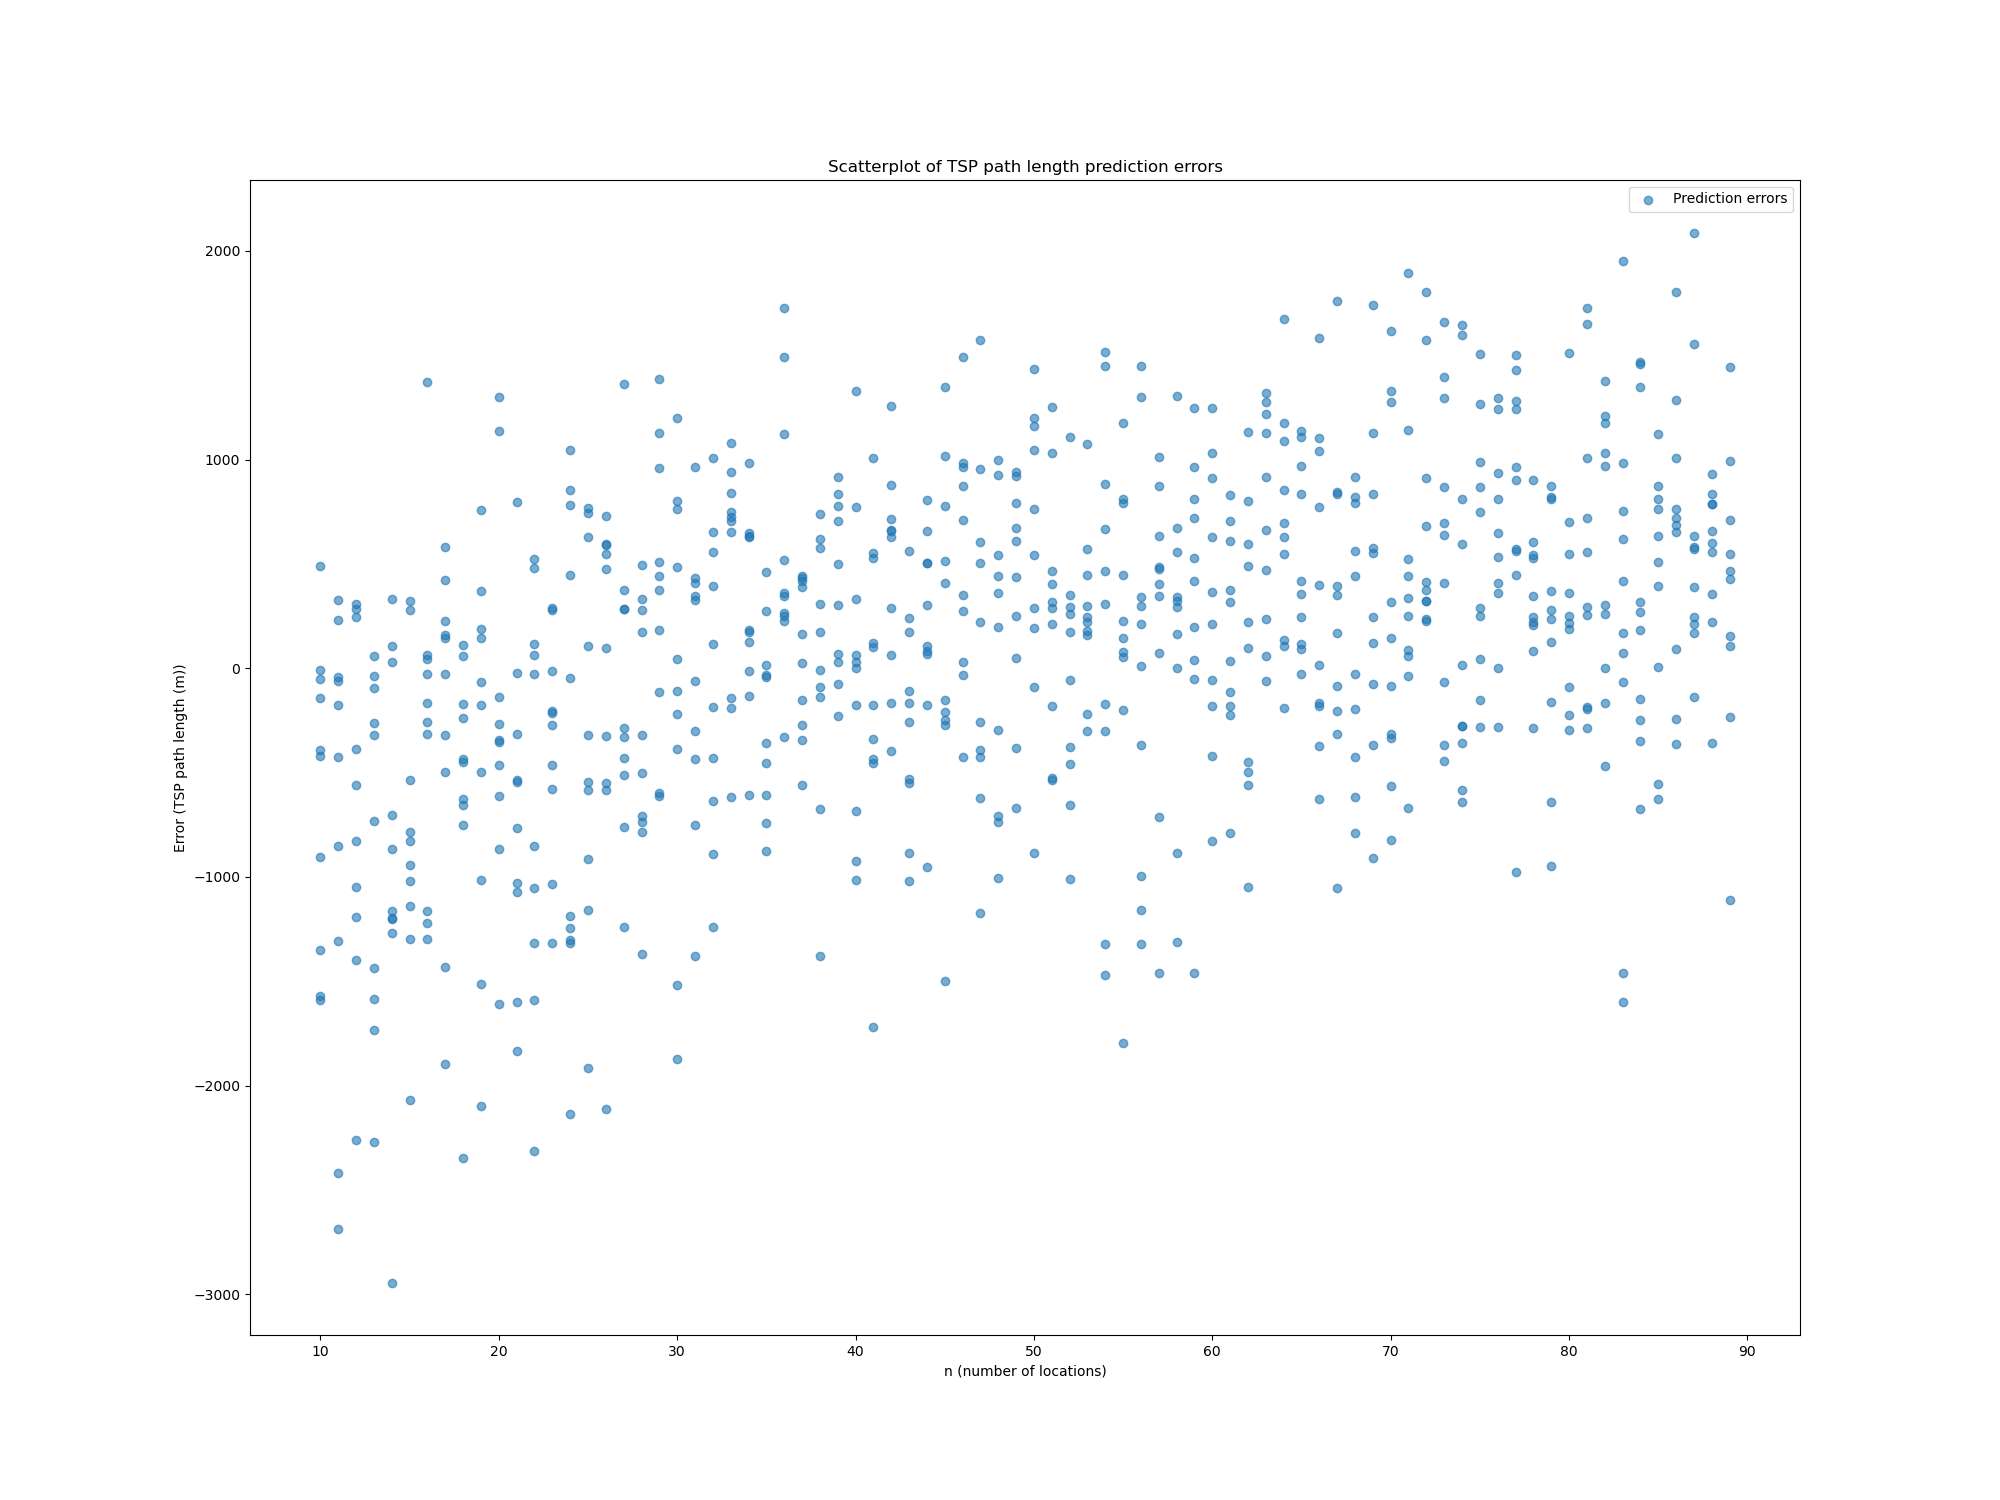 Scatterplot of TSP path length prediction errors
Prediction errors
2000
1000
0
−1000
−2000
−3000
Error (TSP path length (m))
10 20 30 40 50 60 70 80 90
n (number of locations)